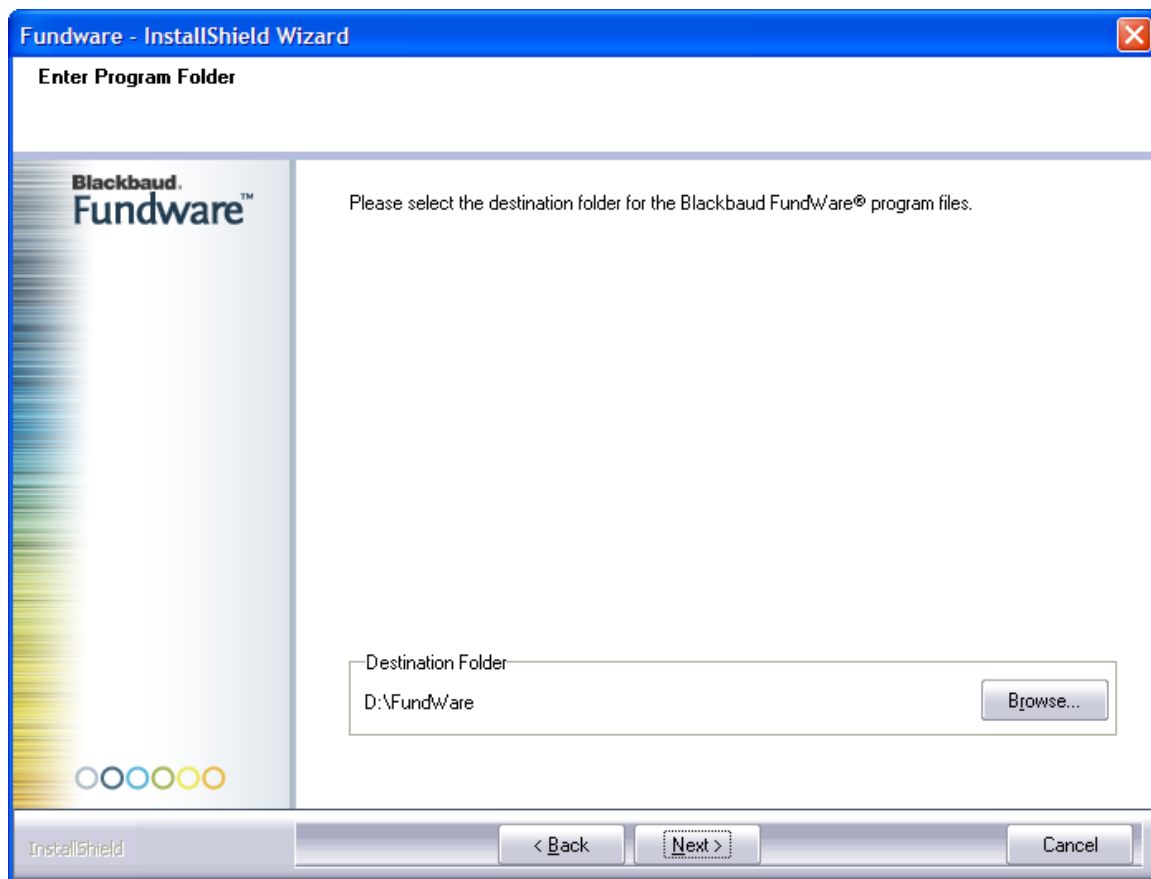 Fundware - InstallShield Wizard
Enter Program Folder
Blackbaud.
Fundware™
Please select the destination folder for the Blackbaud FundWare® program files.
Destination Folder
D:\FundWare
Browse...
InstallShield
< Back
Next >
Cancel